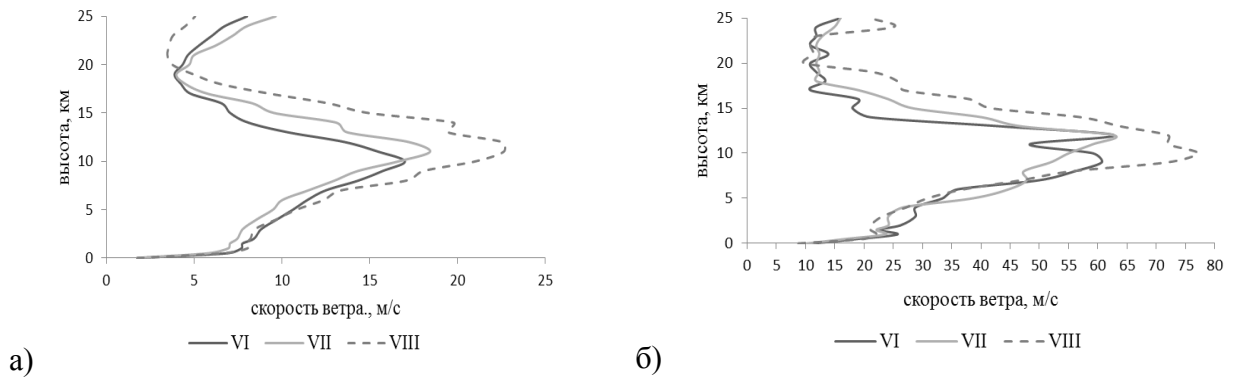 25
20
15
10
5
0
высота, км
0 5 10 15 20 25
скорость ветра., м/с
VI VII VIII
а)
25
20
15
10
5
0
высота, км
0 5 10 15 20 25 30 35 40 45 50 55 60 65 70 75 80
скорость ветра, м/с
VI VII VIII
б)